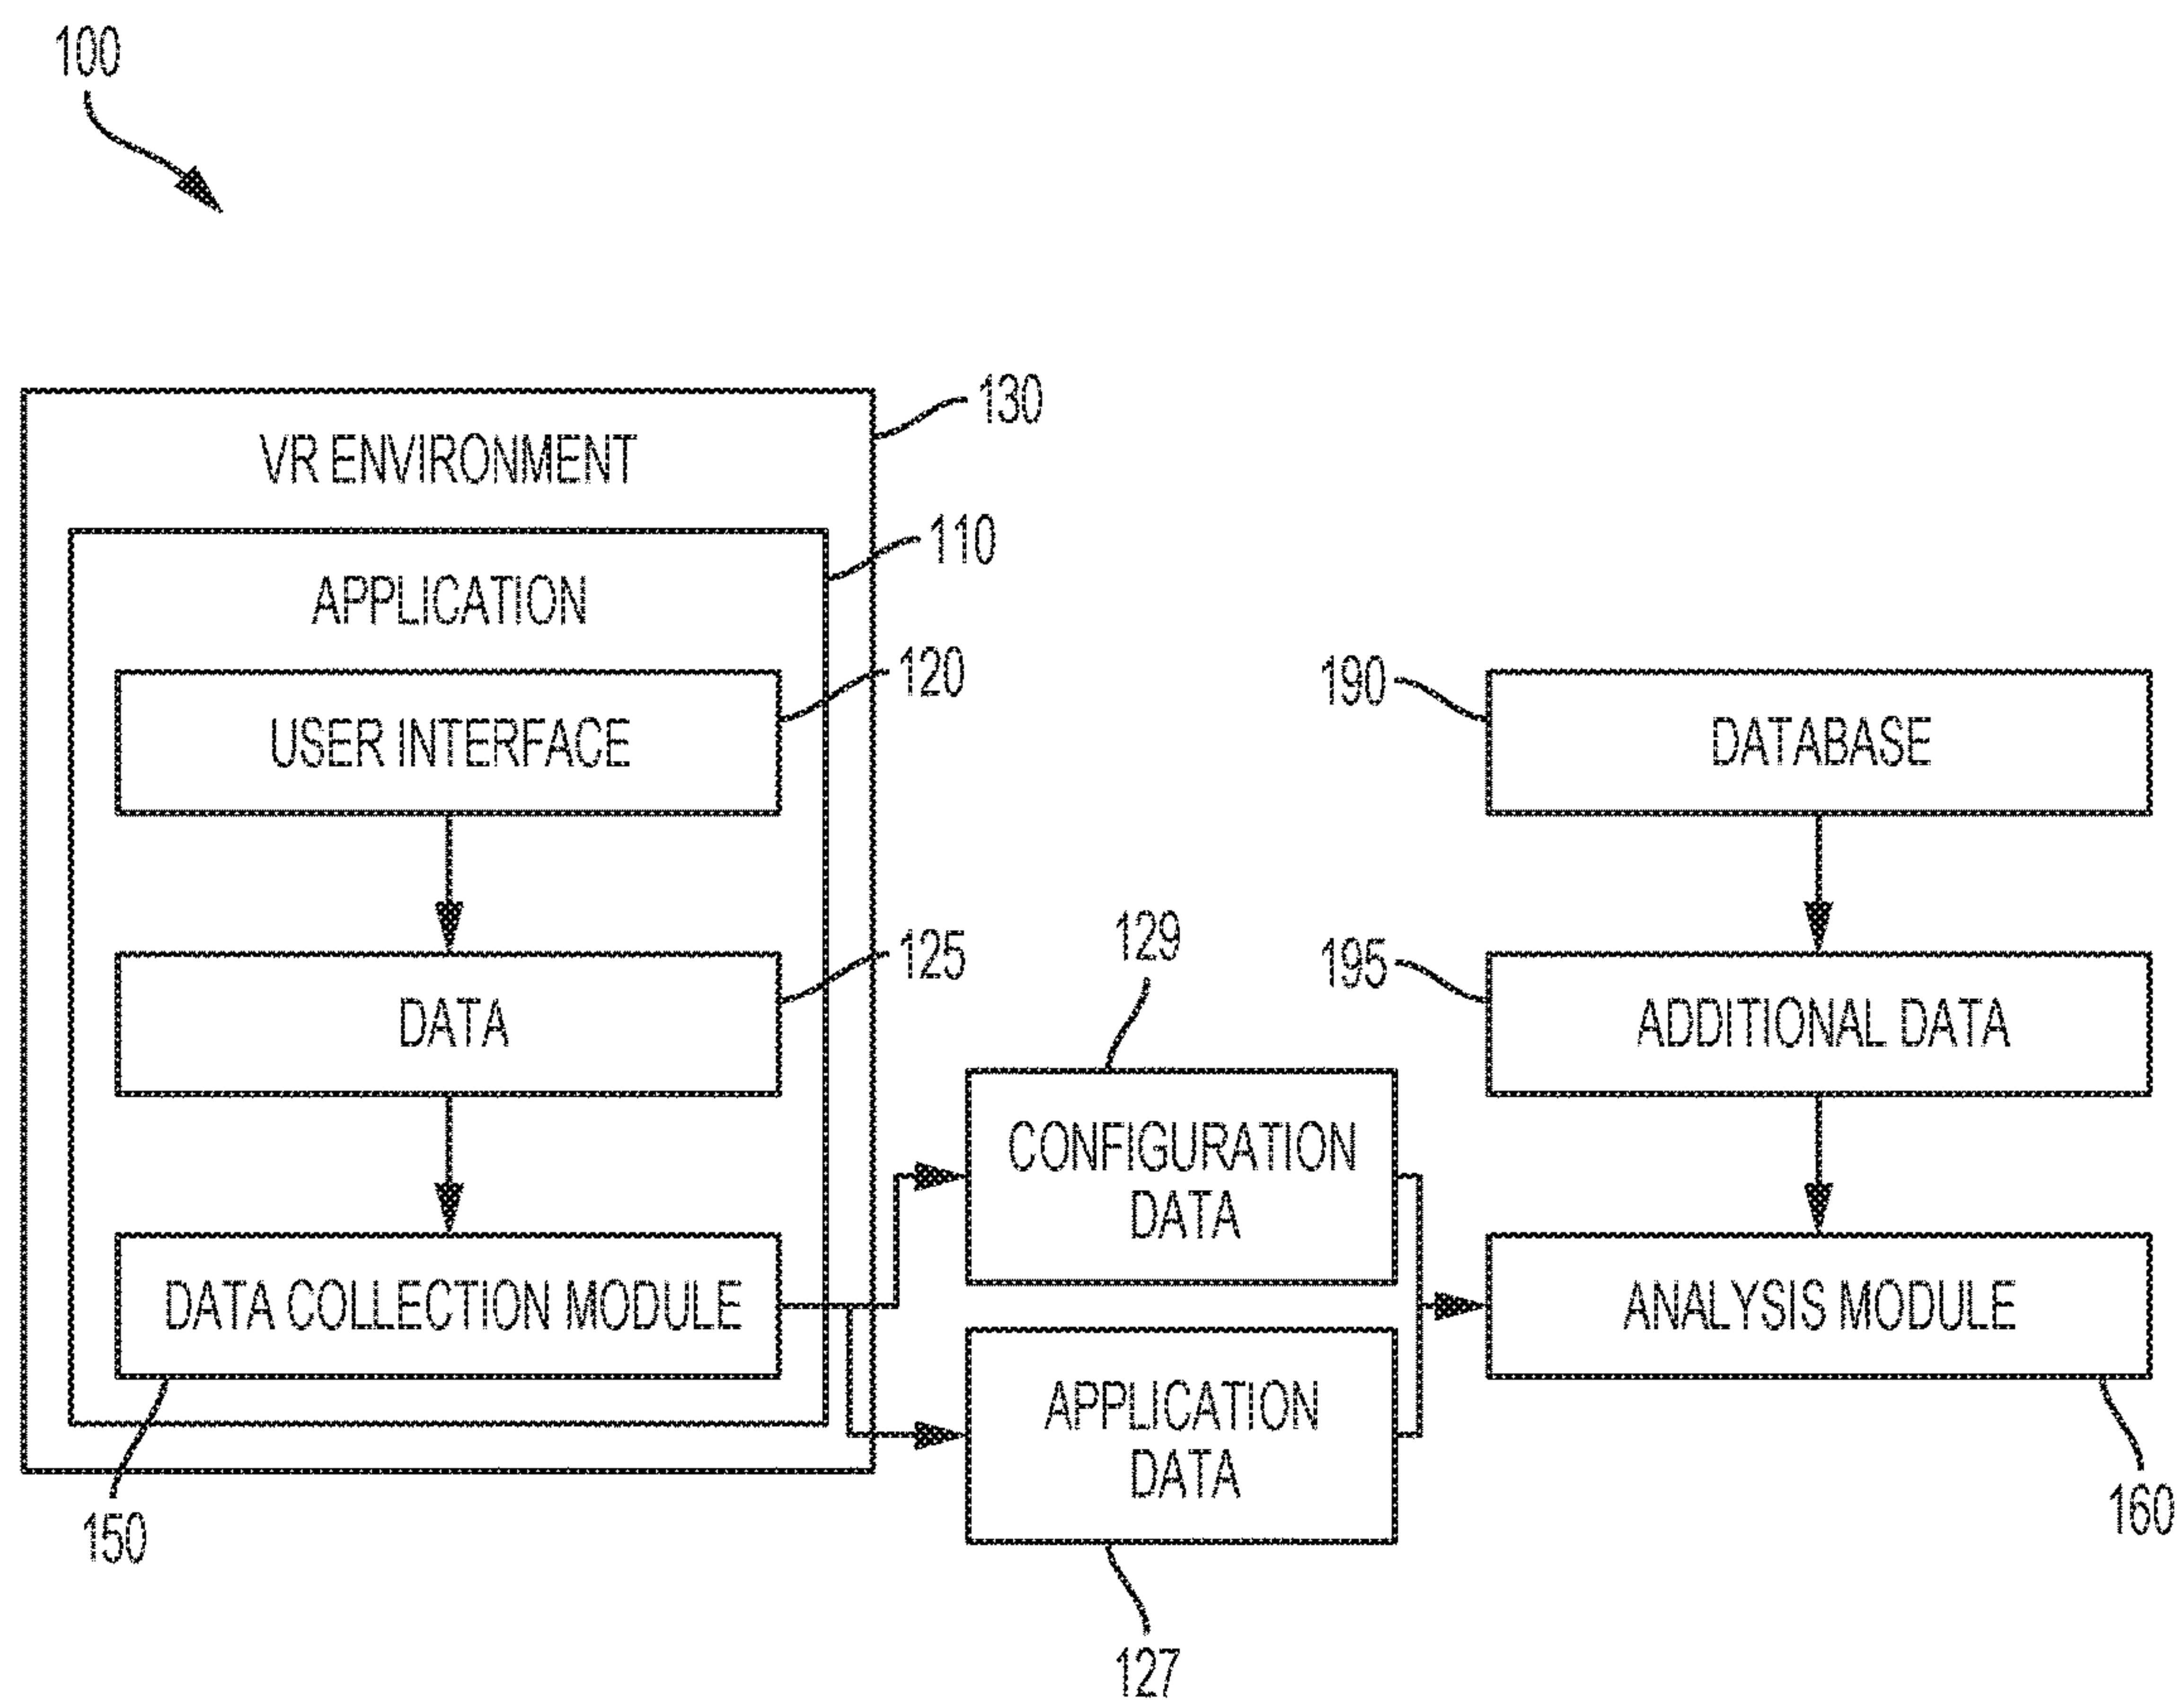 100
130
VR ENVIRONMENT
110
APPLICATION
120
USER INTERFACE
190
DATABASE
125
DATA
129
195
ADDITIONAL DATA
CONFIGURATION
DATA
DATA COLLECTION MODULE
ANALYSIS MODULE
APPLICATION
DATA
150
160
127